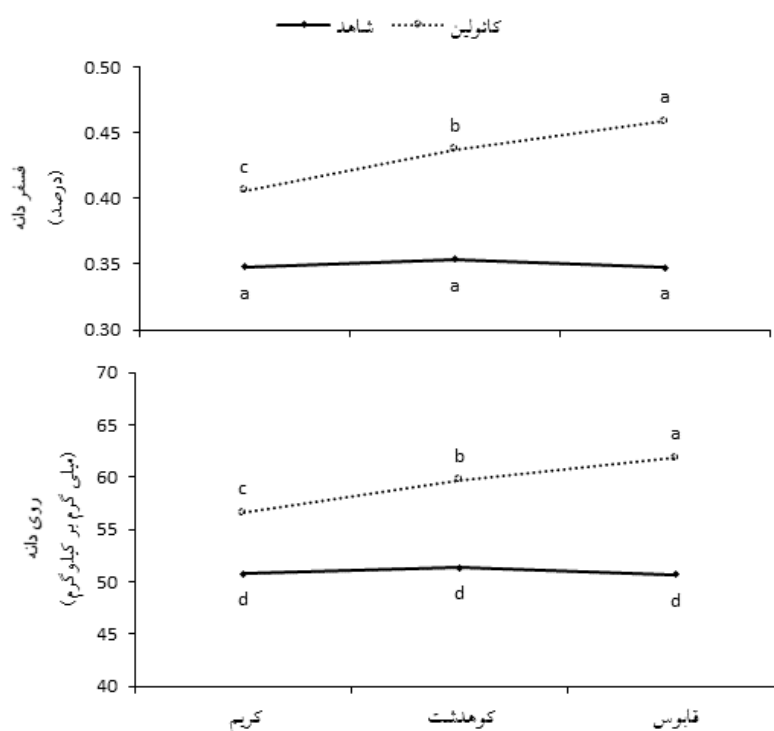 شاهد کائولین
0.50
0.45
0.40
0.35
0.30
فسفر دانه
(درصد)
c b a
a a a
70
65
60
55
50
45
40
روی دانه
(میلی گرم بر کیلوگرم)
c b a
d d d
کریم کوهدشت قابوس